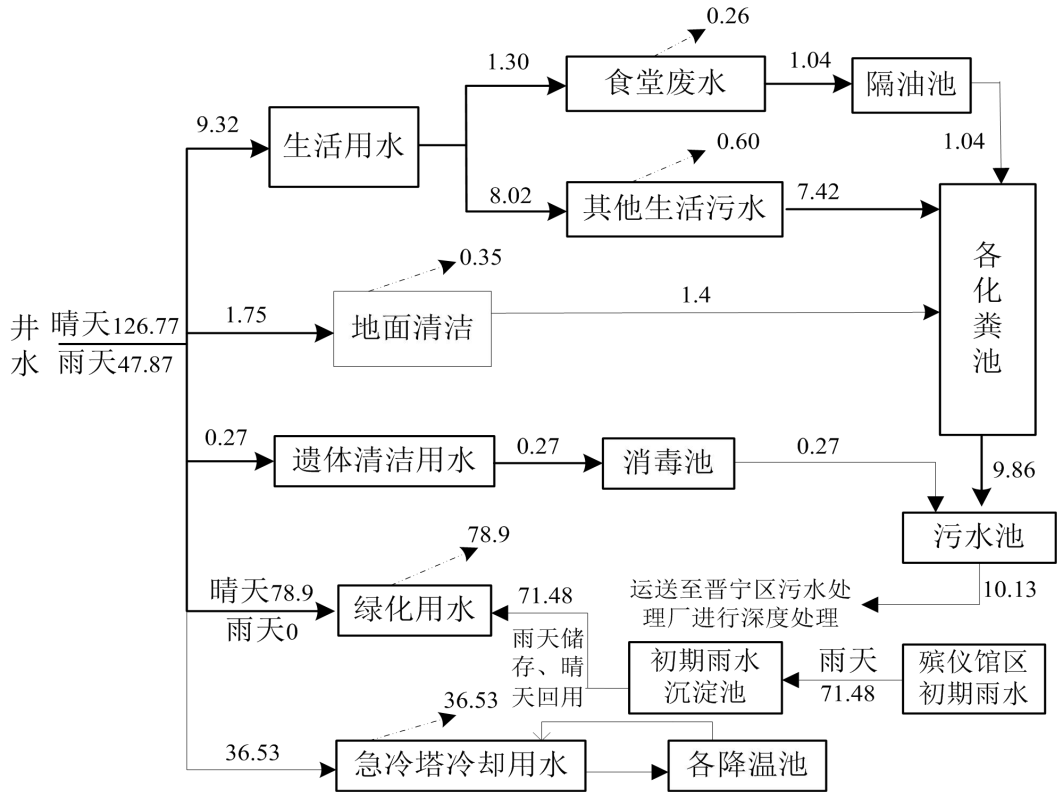 0.26
1.30
食堂废水
1.04
隔油池
9.32
生活用水
1.04
0.60
8.02
其他生活污水
7.42
各化粪池
0.35
1.75
地面清洁
1.4
井水
晴天126.77
雨天47.87
0.27
遗体清洁用水
0.27
消毒池
0.27
9.86
污水池
78.9
晴天78.9
雨天0
绿化用水
71.48
运送至晋宁区污水处
理厂进行深度处理
10.13
雨天储
存、晴
天回用
初期雨水
沉淀池
雨天
71.48
殡仪馆区
初期雨水
36.53
36.53
急冷塔冷却用水
各降温池